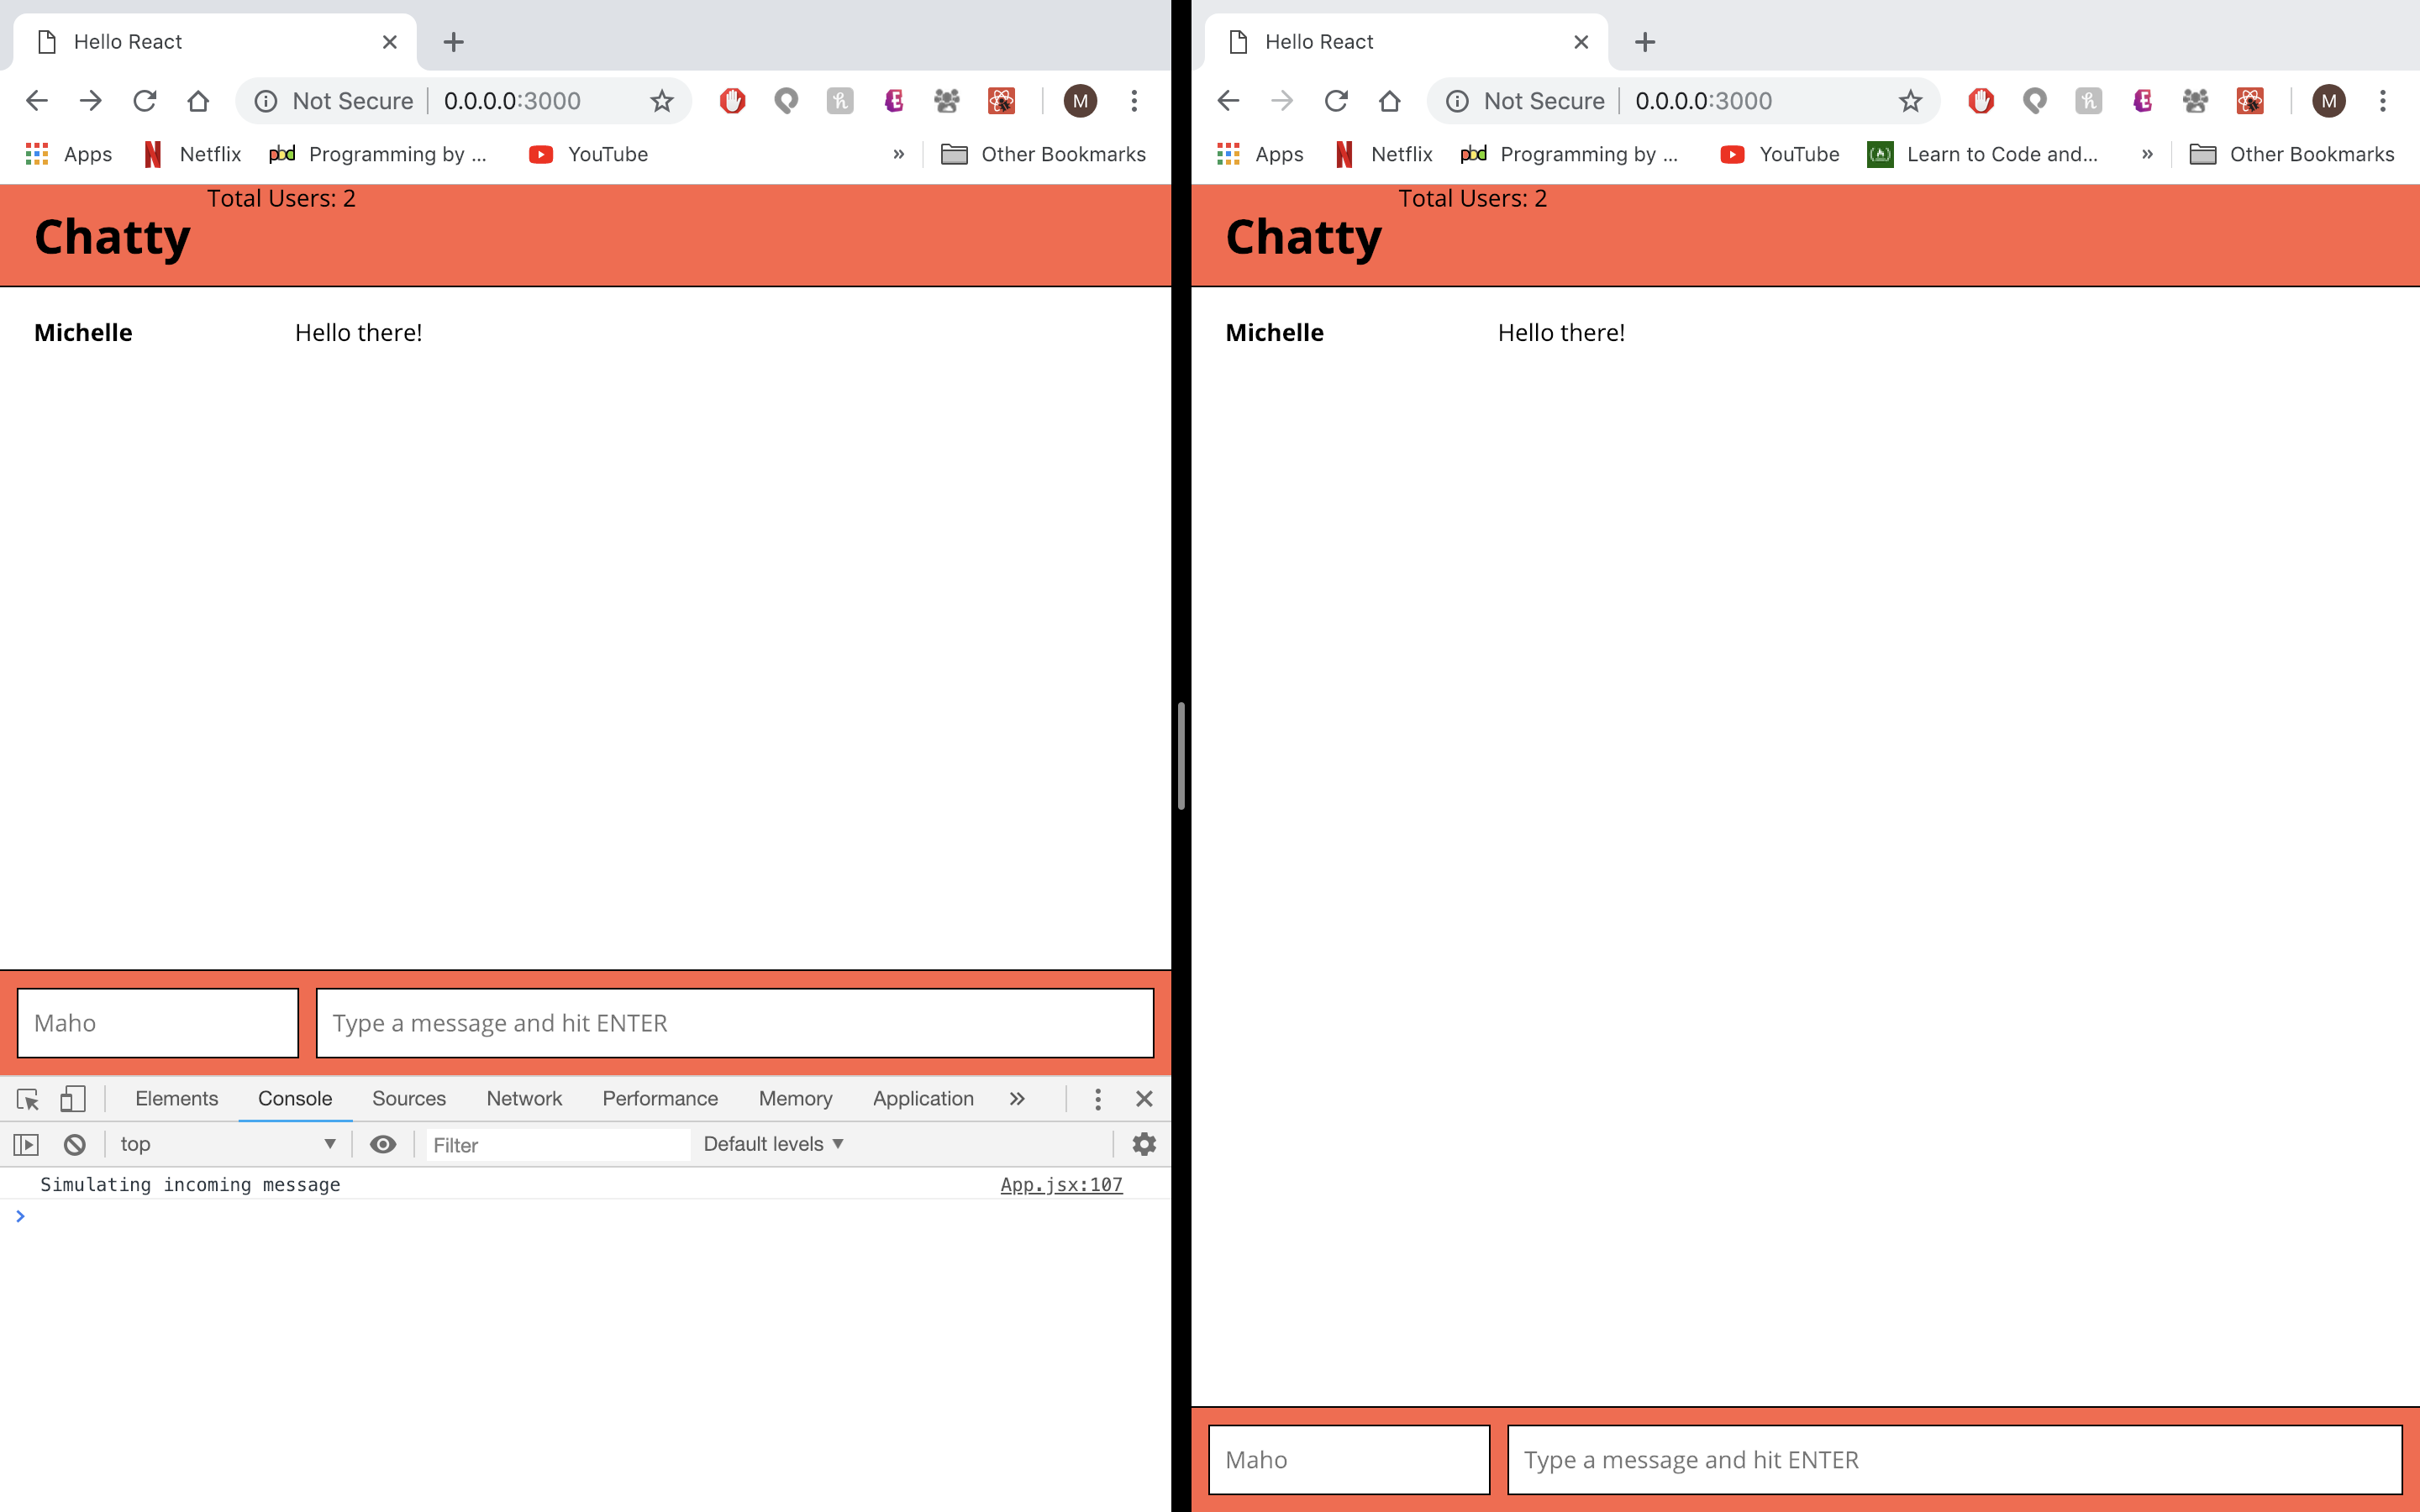 Hello React
Not Secure 0.0.0.0:3000 M
Apps Netflix pbd Programming by ... YouTube » Other Bookmarks
Total Users: 2
Chatty
Michelle Hello there!
Maho Type a message and hit ENTER
Elements Console Sources Network Performance Memory Application »
top Filter Default levels
Simulating incoming message App.jsx:107
Hello React
Not Secure 0.0.0.0:3000 M
Apps Netflix pbd Programming by ... YouTube Learn to Code and... » Other Bookmarks
Total Users: 2
Chatty
Michelle Hello there!
Maho Type a message and hit ENTER